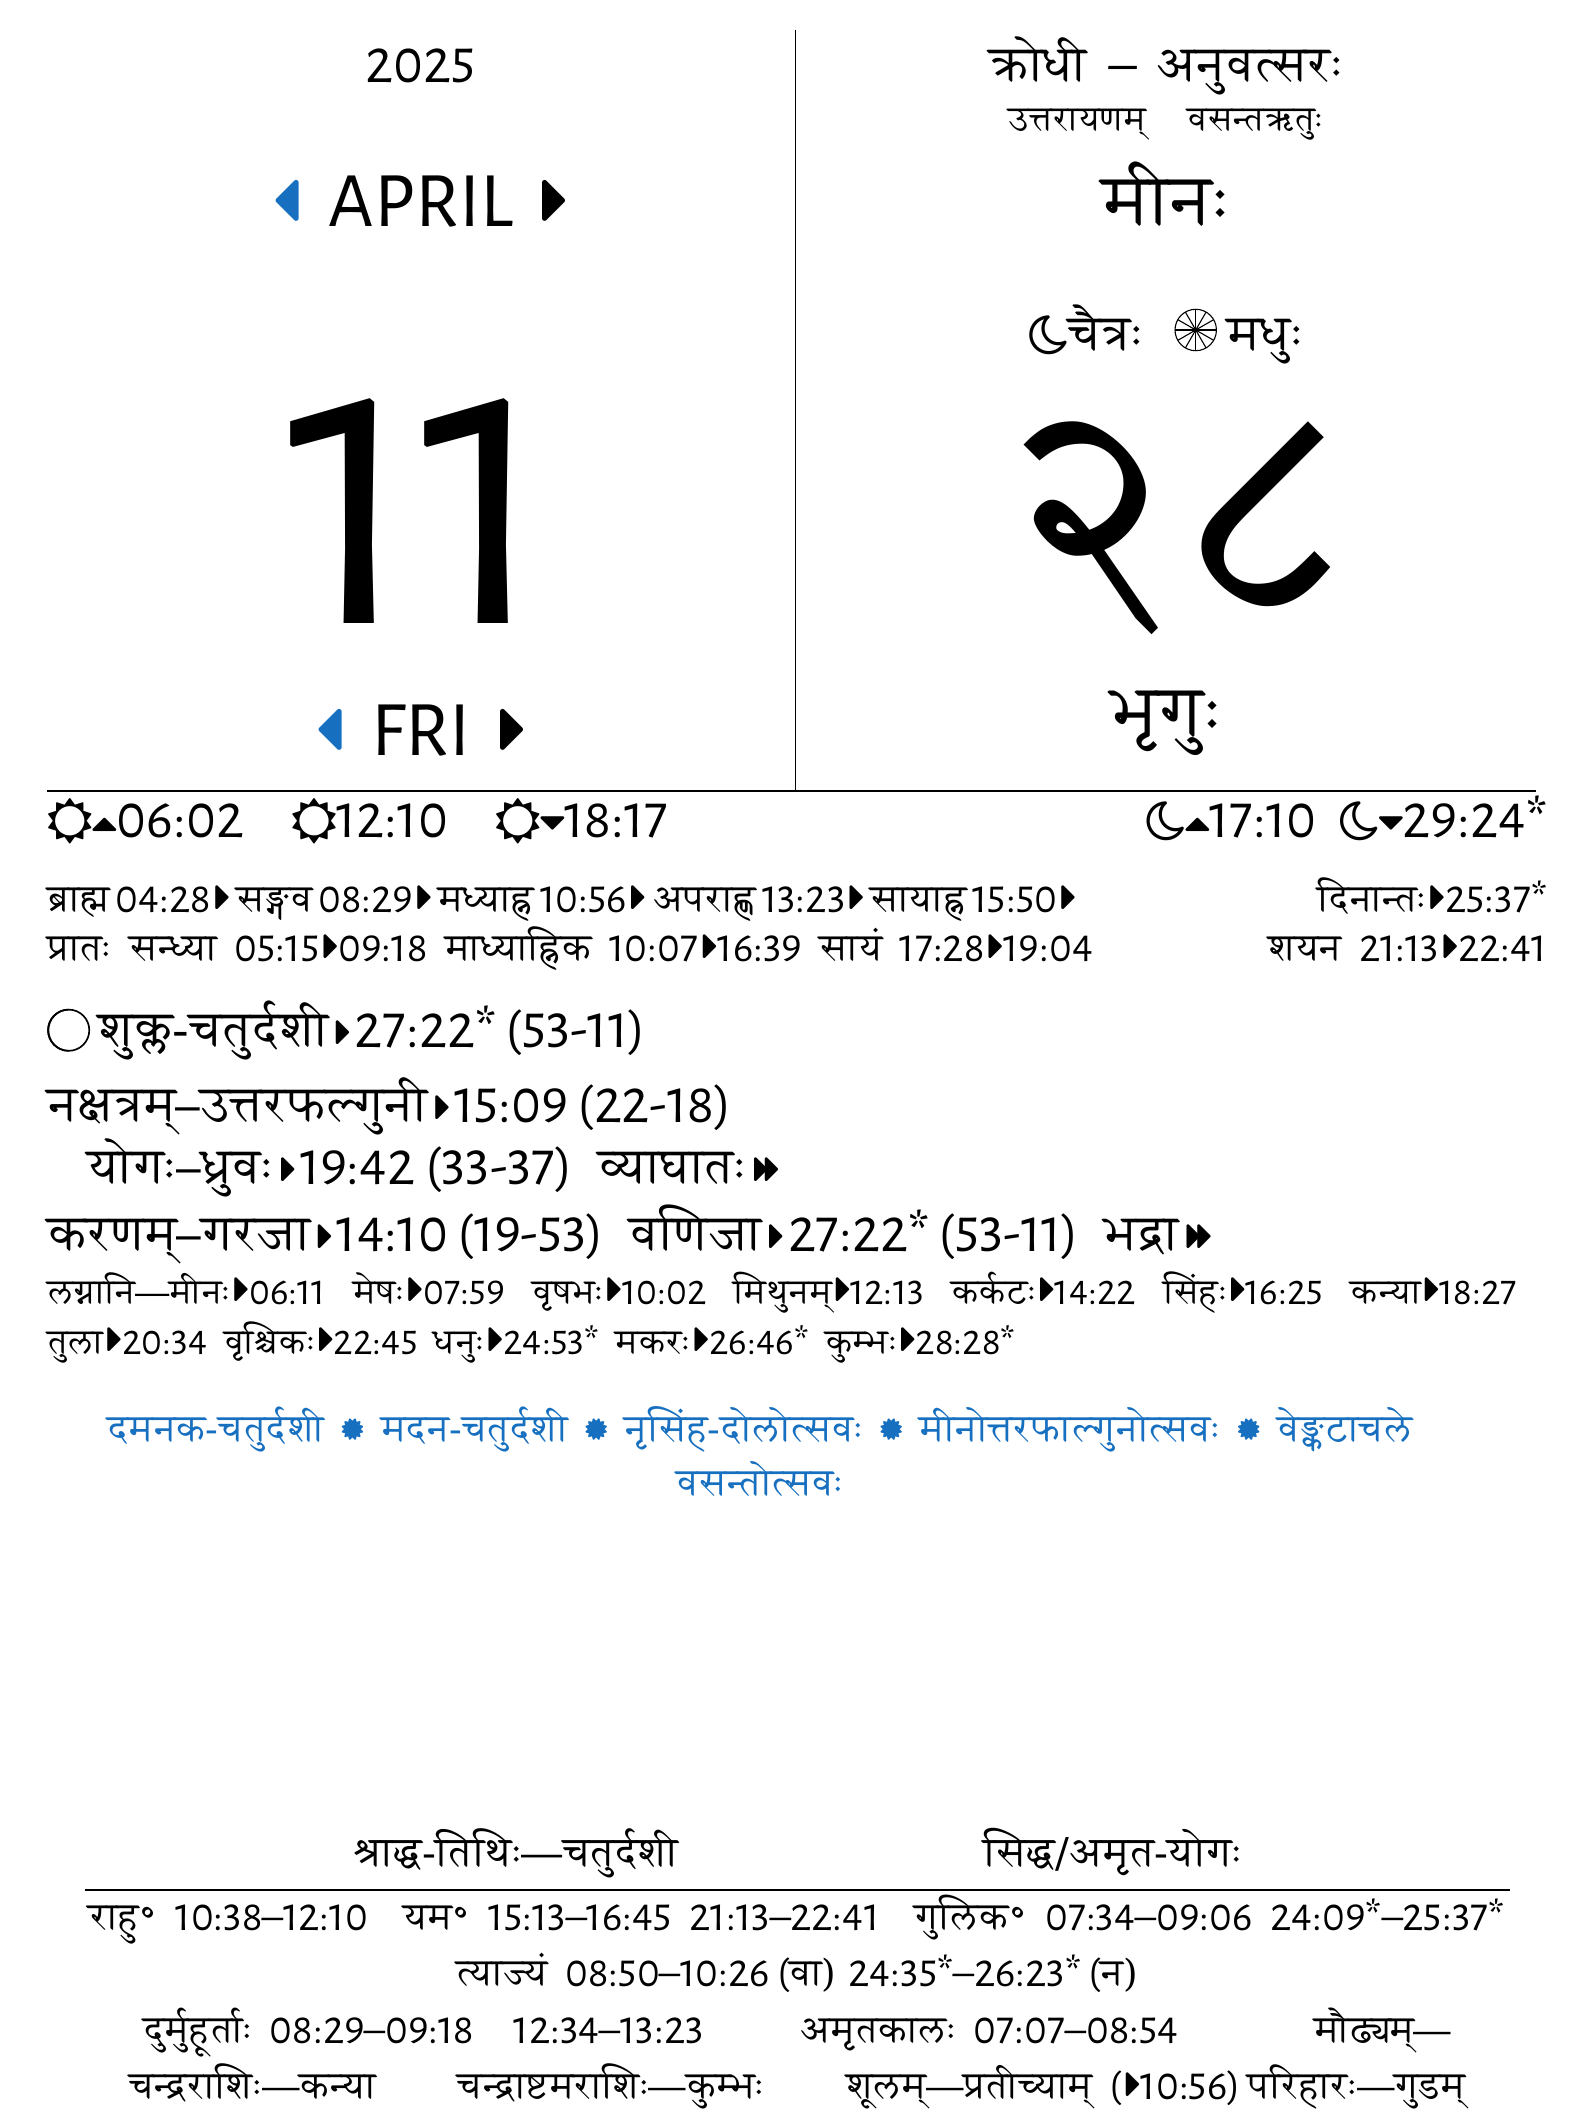 2025
APRIL
11
FRI
क्रोधी – अनुवत्सरः
उत्तरायणम् वसन्तऋतुः
मीनः
चैत्रः मधुः
२८
भृगुः
06:02 12:10 18:17 17:10 29:24*
ब्राह्म 04:28 सङ्गव 08:29 मध्याह्न 10:56 अपराह्ण 13:23 सायाह्न 15:50 दिनान्तः 25:37*
प्रातः सन्ध्या 05:15 09:18 माध्याह्निक 10:07 16:39 सायं 17:28 19:04 शयन 21:13 22:41
शुक्ल-चतुर्दशी 27:22* (53-11)
नक्षत्रम्–उत्तरफल्गुनी 15:09 (22-18)
योगः–ध्रुवः 19:42 (33-37) व्याघातः
करणम्–गरजा 14:10 (19-53) वणिजा 27:22* (53-11) भद्रा
लग्नानि—मीनः 06:11 मेषः 07:59 वृषभः 10:02 मिथुनम् 12:13 कर्कटः 14:22 सिंहः 16:25 कन्या 18:27
तुला 20:34 वृश्चिकः 22:45 धनुः 24:53* मकरः 26:46* कुम्भः 28:28*
दमनक-चतुर्दशी ✹ मदन-चतुर्दशी ✹ नृसिंह-दोलोत्सवः ✹ मीनोत्तरफाल्गुनोत्सवः ✹ वेङ्कटाचले
वसन्तोत्सवः
श्राद्ध-तिथिः—चतुर्दशी सिद्ध/अमृत-योगः
राहु॰ 10:38–12:10 यम॰ 15:13–16:45 21:13–22:41 गुलिक॰ 07:34–09:06 24:09*–25:37*
त्याज्यं 08:50–10:26 (वा) 24:35*–26:23* (न)
दुर्मुहूर्ताः 08:29–09:18 12:34–13:23 अमृतकालः 07:07–08:54 मौढ्यम्—
चन्द्रराशिः—कन्या चन्द्राष्टमराशिः—कुम्भः शूलम्—प्रतीच्याम् (10:56) परिहारः—गुडम्